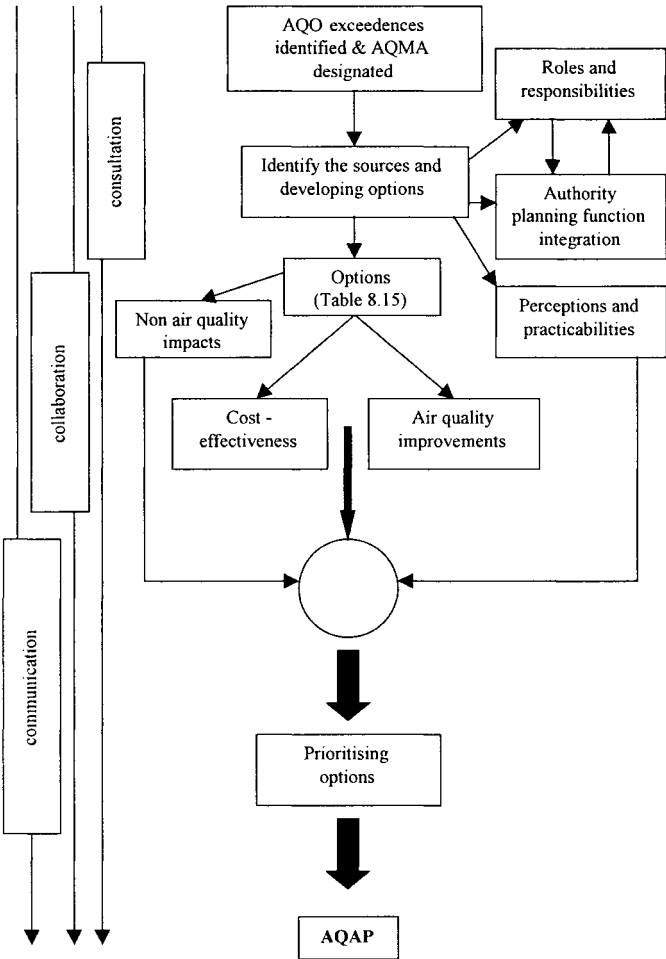 AQO exceedences
identified & AQMA
designated
Roles and
responsibilities
consultation
Identify the sources and
developing options
Authority
planning function
integration
Options
(Table 8.15)
Non air quality
impacts
Perceptions and
practicabilities
collaboration
Cost -
effectiveness
Air quality
improvements
communication
Prioritising
options
AQAP